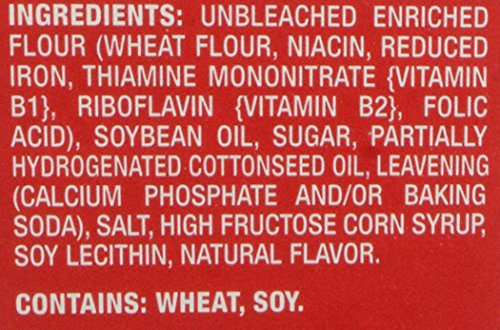 INGREDIENTS: UNBLEACHED ENRICHED
FLOUR (WHEAT FLOUR, NIACIN, REDUCED
IRON, THIAMINE MONONITRATE {VITAMIN
B1}, RIBOFLAVIN {VITAMIN B2}, FOLIC
ACID), SOYBEAN OIL, SUGAR, PARTIALLY
HYDROGENATED COTTONSEED OIL, LEAVENING
(CALCIUM PHOSPHATE AND/OR BAKING
SODA), SALT, HIGH FRUCTOSE CORN SYRUP,
SOY LECITHIN, NATURAL FLAVOR.
CONTAINS: WHEAT, SOY.